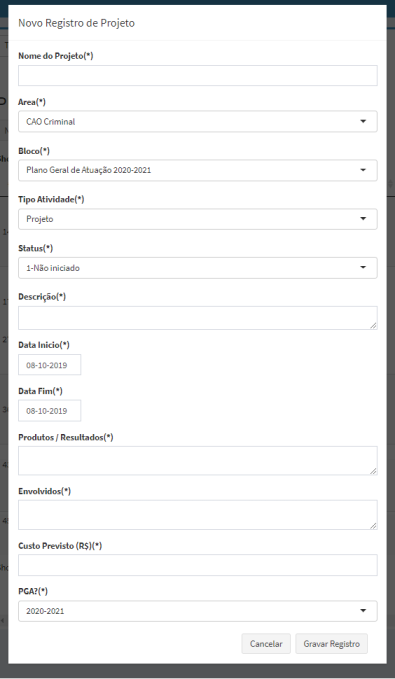 Novo Registro de Projeto
Nome do Projeto(*)
Area(*)
CAO Criminal
Bloco(*)
Plano Geral de Atuação 2020-2021
Tipo Atividade(*)
Projeto
Status(*)
1-Não iniciado
Descrição(*)
Data Inicio(*)
08-10-2019
Data Fim(*)
08-10-2019
Produtos / Resultados(*)
Envolvidos(*)
Custo Previsto (R$)(*)
PGA?(*)
2020-2021
Cancelar Gravar Registro